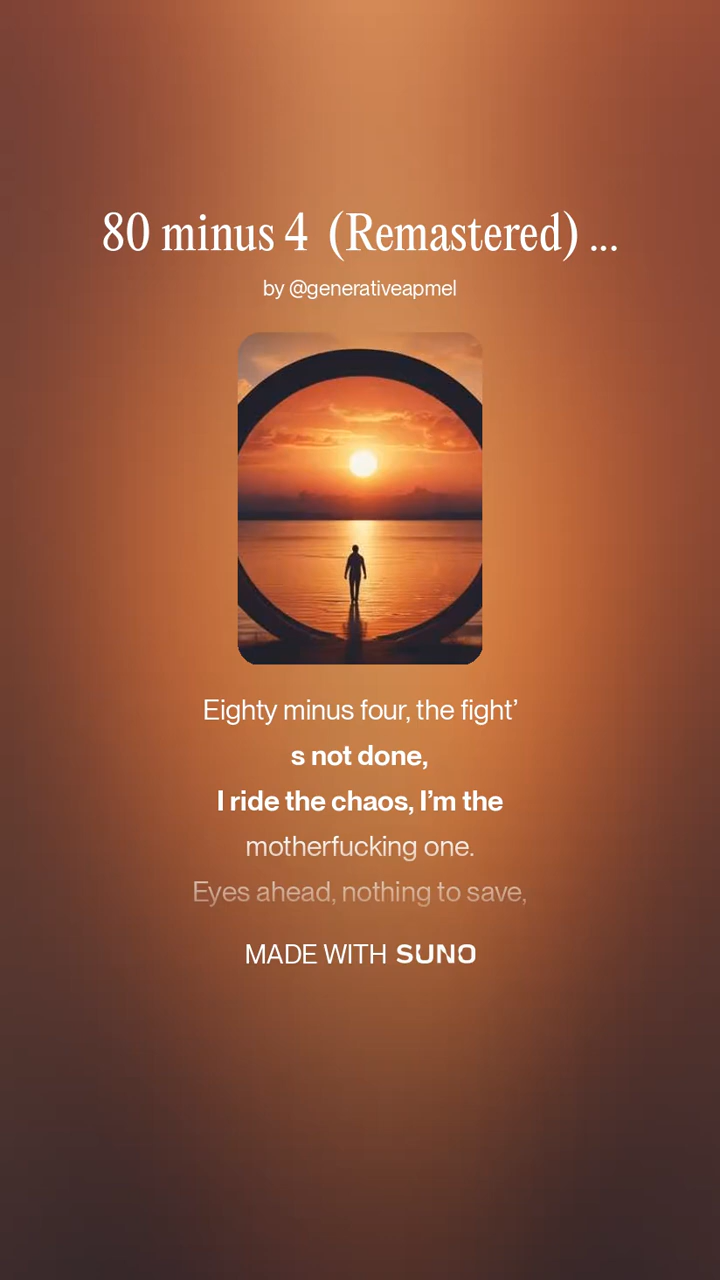 80 minus 4 (Remastered) ...
by @generativeapmel
Eighty minus four, the fight’
s not done,
I ride the chaos, I’m the
motherfucking one.
Eyes ahead, nothing to save,
MADE WITH SUNO